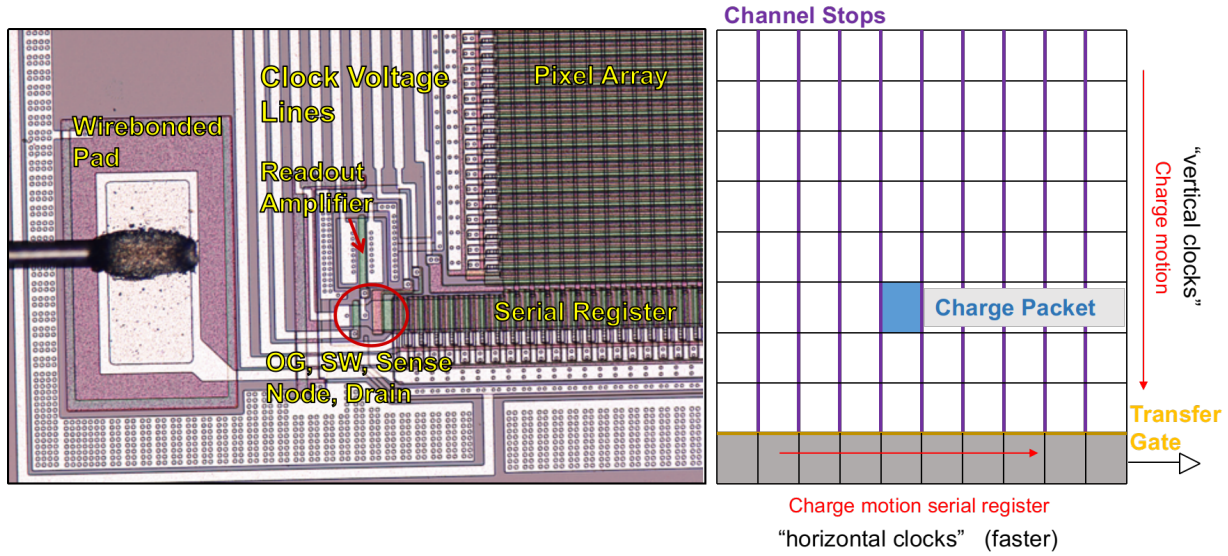 Channel Stops
Clock Voltage
Lines
Pixel Array
Wirebonded
Pad
Readout
Amplifier
Serial Register
OG, SW, Sense
Node, Drain
Charge Packet
“vertical clocks”
Charge motion
Transfer
Gate
Charge motion serial register
“horizontal clocks” (faster)